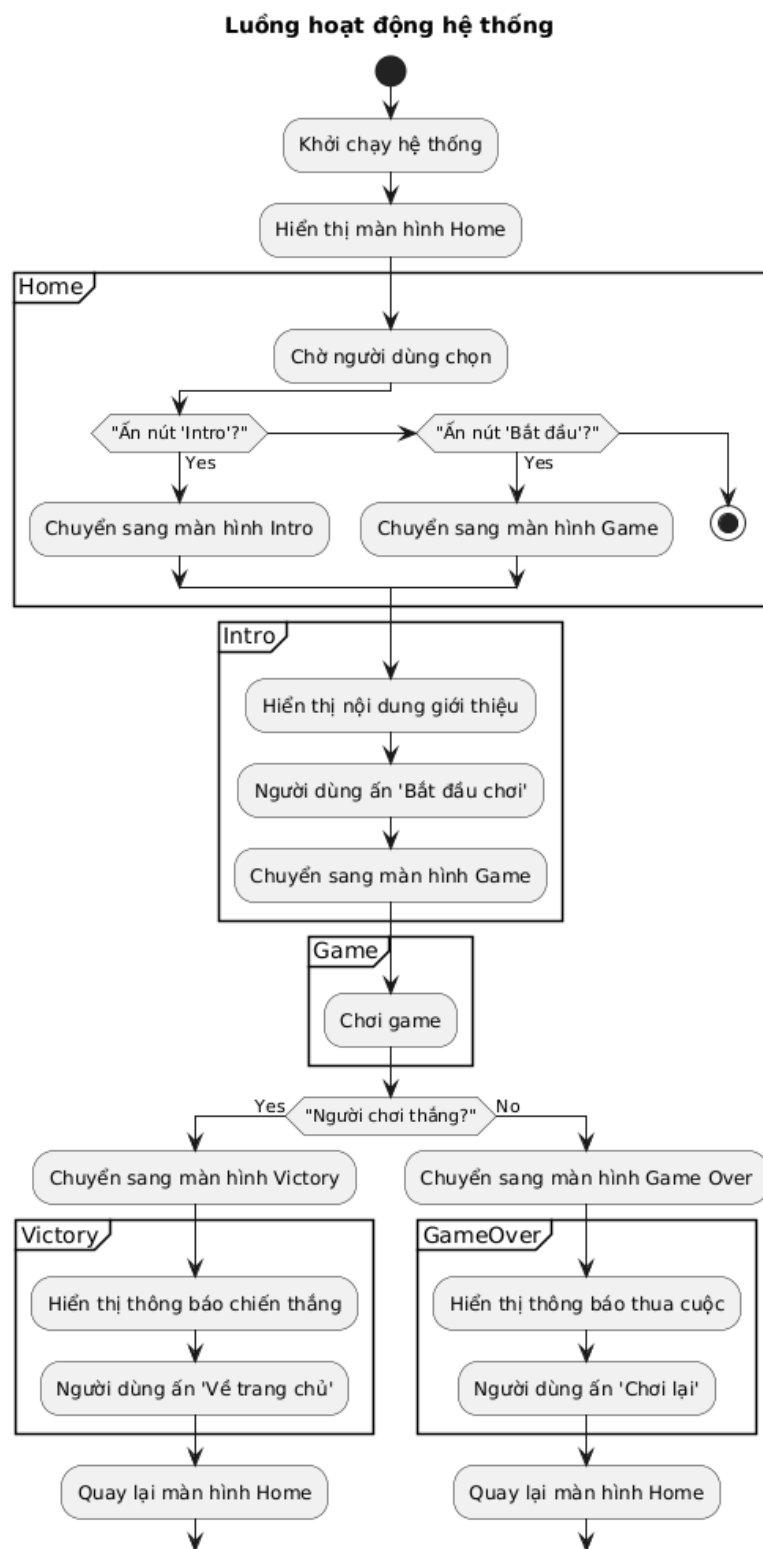 Luồng hoạt động hệ thống
Khởi chạy hệ thống
Hiển thị màn hình Home
Home
Chờ người dùng chọn
"Ấn nút 'Intro'?"
"Ấn nút 'Bắt đầu'?"
Yes
Yes
Chuyển sang màn hình Intro
Chuyển sang màn hình Game
Intro
Hiển thị nội dung giới thiệu
Người dùng ấn 'Bắt đầu chơi'
Chuyển sang màn hình Game
Game
Chơi game
Yes
"Người chơi thắng?"
No
Chuyển sang màn hình Victory
Chuyển sang màn hình Game Over
Victory
GameOver
Hiển thị thông báo chiến thắng
Hiển thị thông báo thua cuộc
Người dùng ấn 'Về trang chủ'
Người dùng ấn 'Chơi lại'
Quay lại màn hình Home
Quay lại màn hình Home